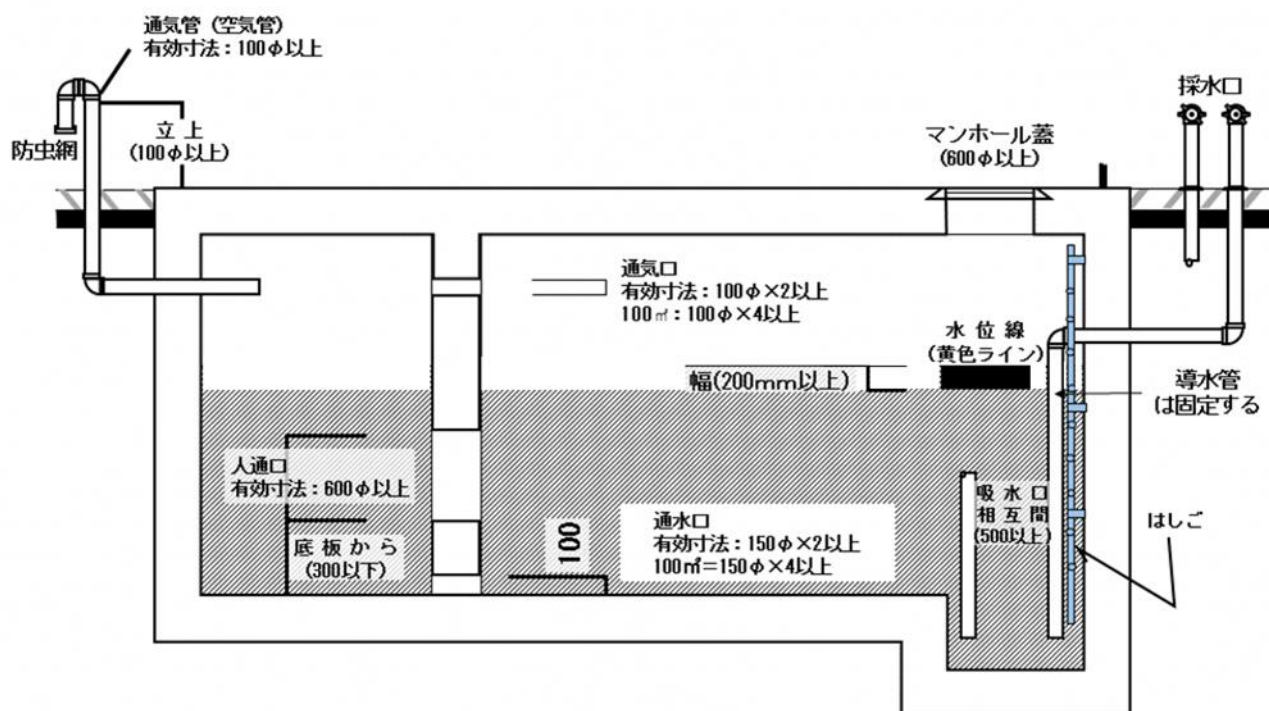 通気管（空気管）
有効寸法：100φ以上
採水口
立 上
(100φ以上)
防虫網
マンホール蓋
(600φ以上)
通気口
有効寸法：100φ×2以上
100㎥：100φ×4以上
水 位 線
(黄色ライン)
幅(200mm以上)
導水管
は固定する
人通口
有効寸法：600φ以上
吸 水 口
相 互 間
(500以上)
はしご
通水口
有効寸法：150φ×2以上
100㎥=150φ×4以上
100
底 板 か ら
(300以下)